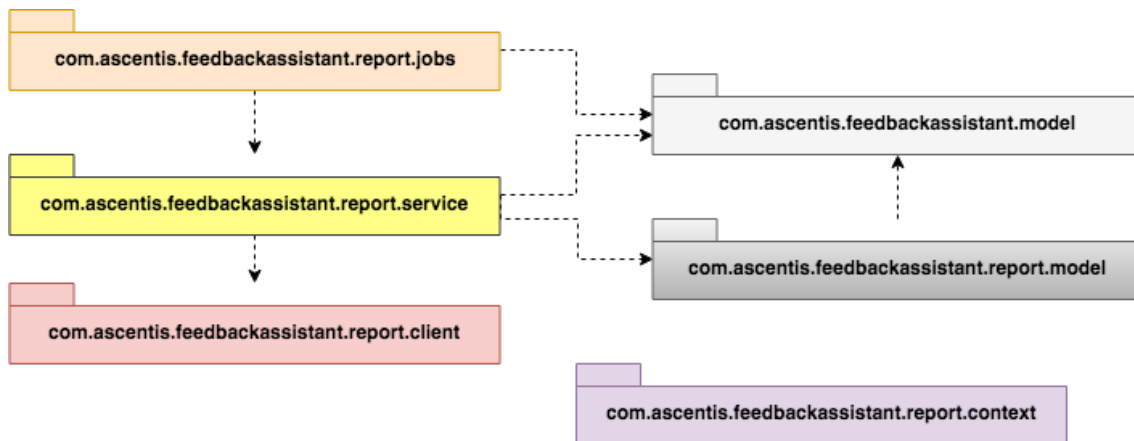 com.ascentis.feedbackassistant.report.jobs
com.ascentis.feedbackassistant.model
com.ascentis.feedbackassistant.report.service
com.ascentis.feedbackassistant.report.model
com.ascentis.feedbackassistant.report.client
com.ascentis.feedbackassistant.report.context